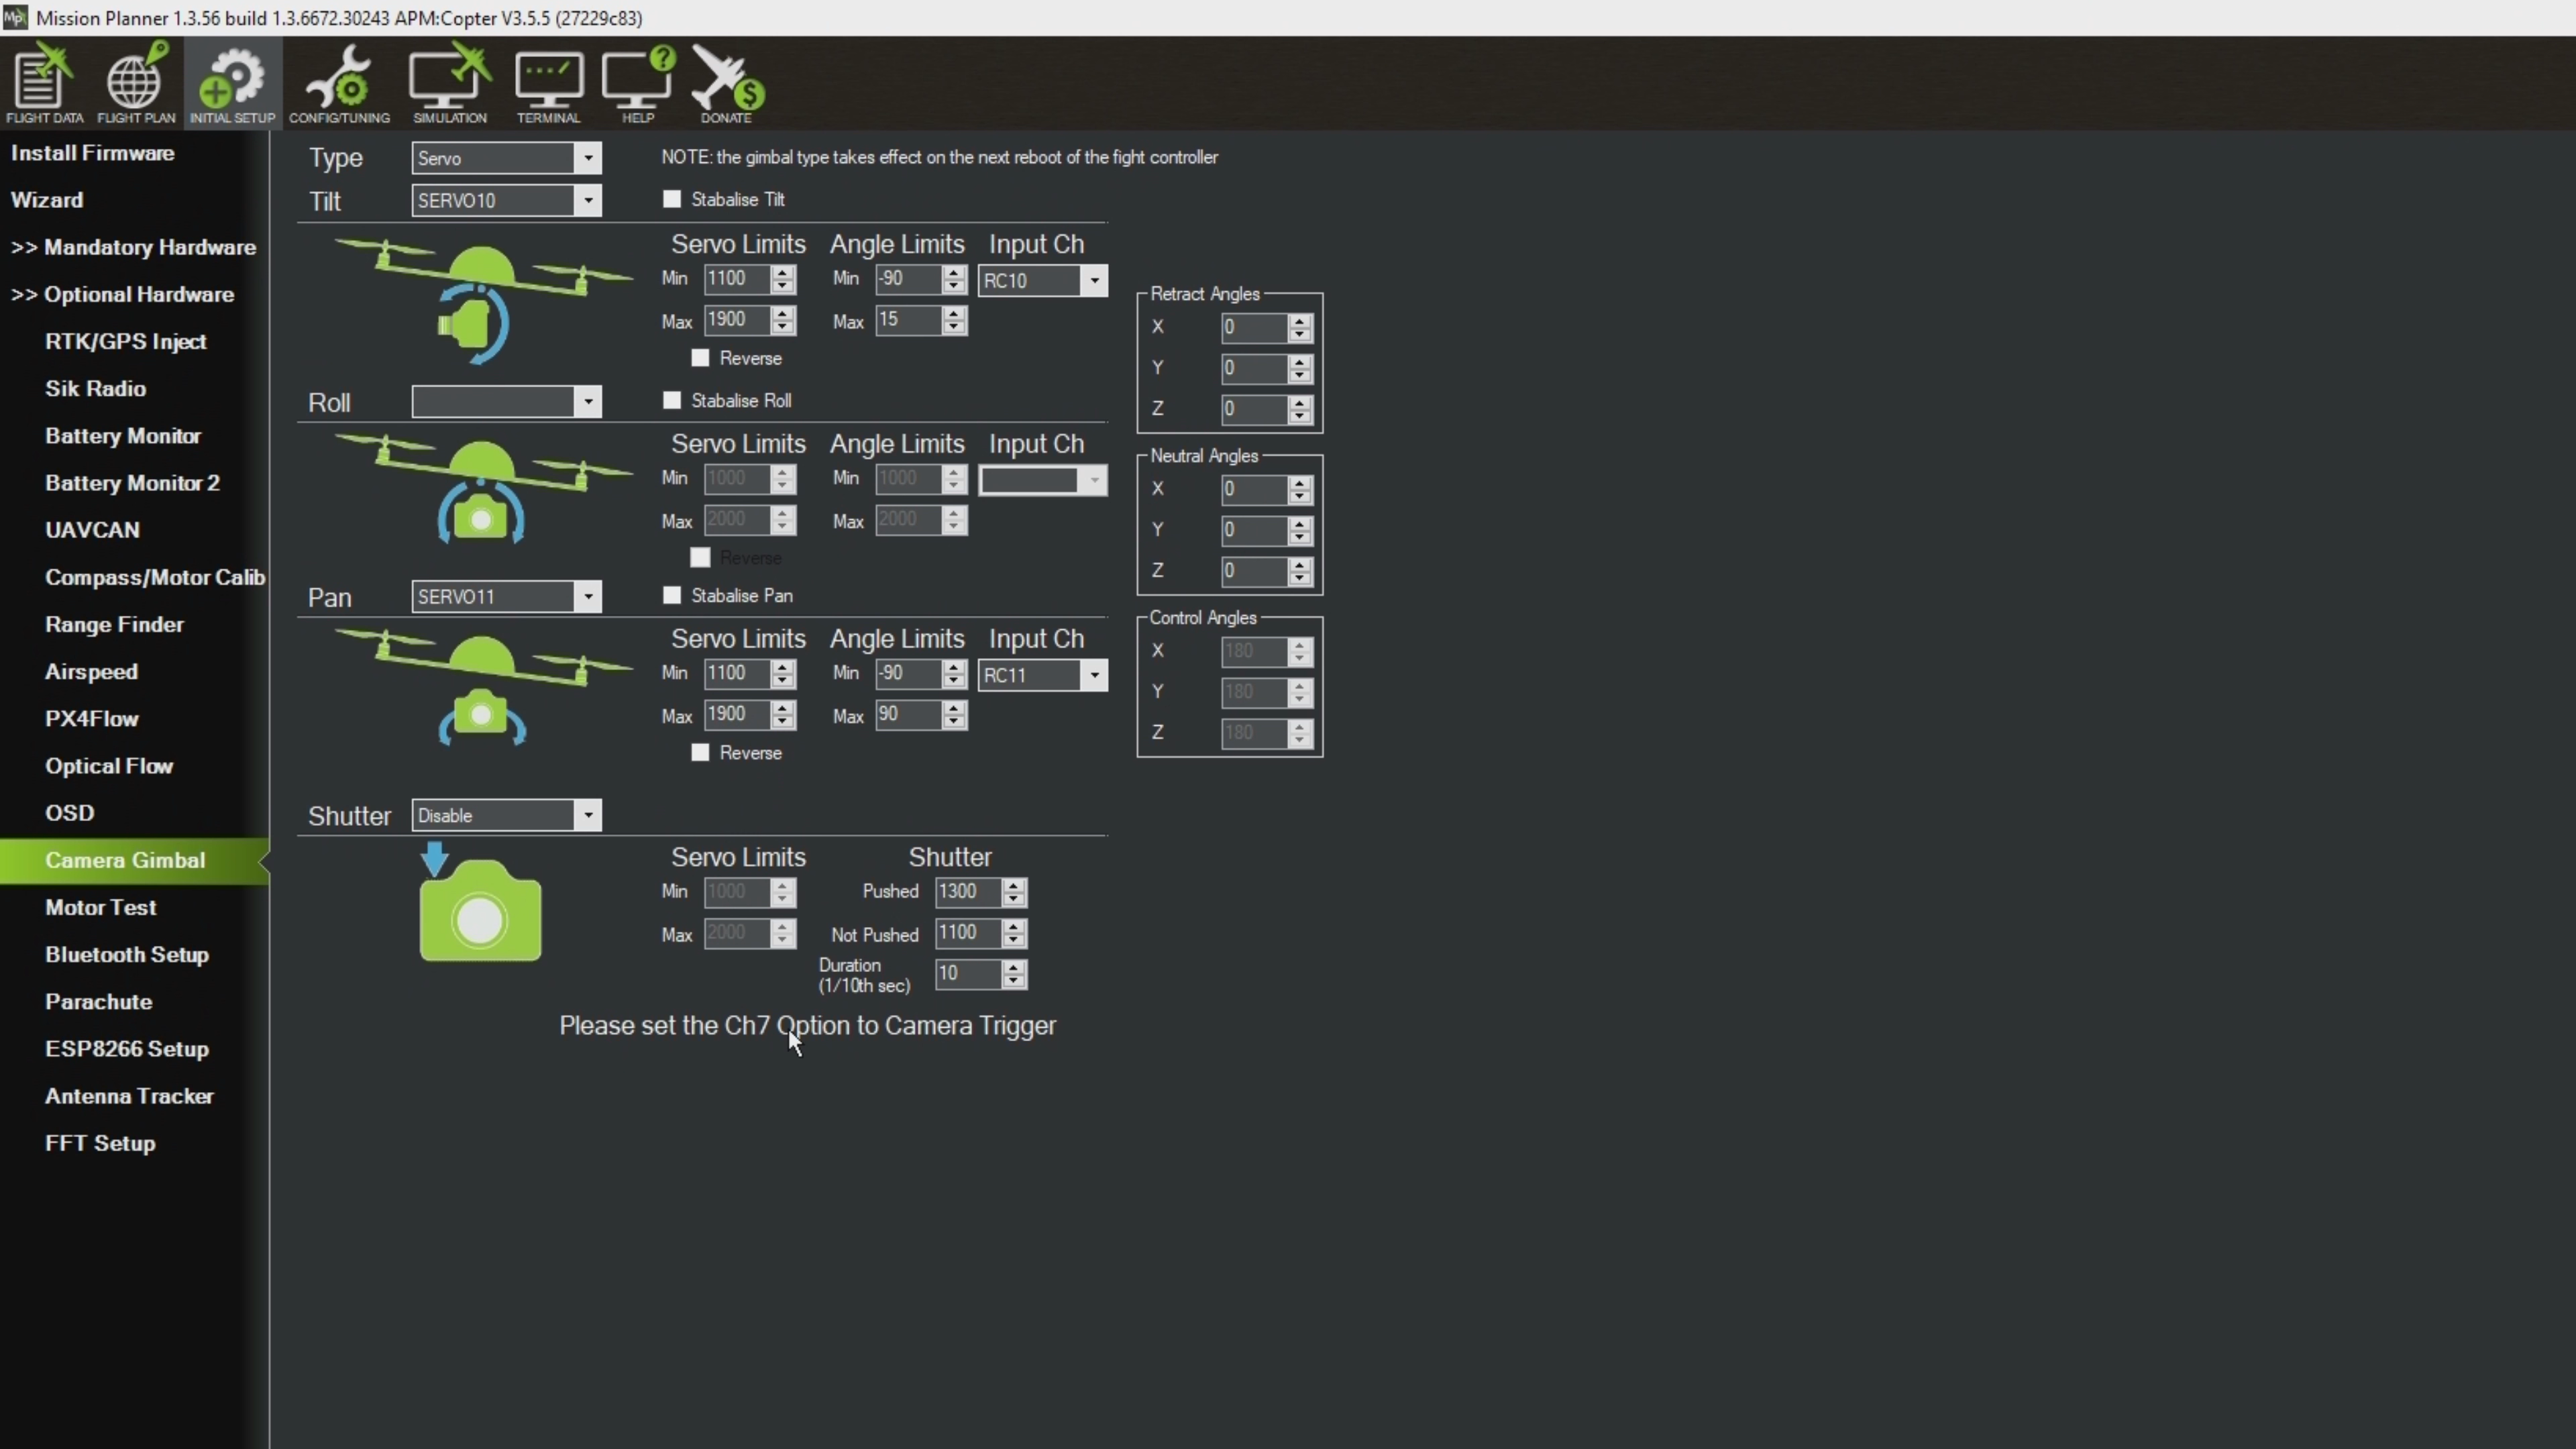 Mission Planner 1.3.56 build 1.3.6672.30243 APM:Copter V3.5.5 (27229c83)
FLIGHT DATA FLIGHT PLAN INITIAL SETUP CONFIG/TUNING SIMULATION TERMINAL HELP DONATE
Install Firmware
Wizard
>> Mandatory Hardware
>> Optional Hardware
RTK/GPS Inject
Sik Radio
Battery Monitor
Battery Monitor 2
UAVCAN
Compass/Motor Calib
Range Finder
Airspeed
PX4Flow
Optical Flow
OSD
Camera Gimbal
Motor Test
Bluetooth Setup
Parachute
ESP8266 Setup
Antenna Tracker
FFT Setup
Type Servo NOTE: the gimbal type takes effect on the next reboot of the fight controller
Tilt SERVO10 Stabalise Tilt
Servo Limits Angle Limits Input Ch
Min 1100 Min -90 RC10
Max 1900 Max 15
Reverse
Roll Stabalise Roll
Servo Limits Angle Limits Input Ch
Min 1000 Min 1000
Max 2000 Max 2000
Reverse
Pan SERVO11 Stabalise Pan
Servo Limits Angle Limits Input Ch
Min 1100 Min -90 RC11
Max 1900 Max 90
Reverse
Shutter Disable
Servo Limits Shutter
Min 1000 Pushed 1300
Max 2000 Not Pushed 1100
Duration
(1/10th sec) 10
Please set the Ch7 Option to Camera Trigger
Retract Angles
X 0
Y 0
Z 0
Neutral Angles
X 0
Y 0
Z 0
Control Angles
X 180
Y 180
Z 180